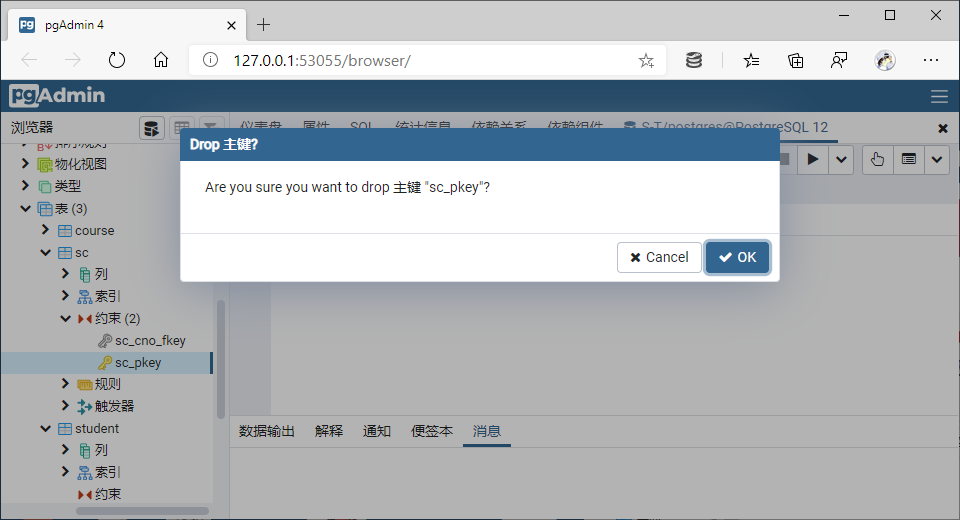 pgAdmin 4
127.0.0.1:53055/browser/
pgAdmin
浏览器
仪表盘 属性 SQL 统计信息 依赖关系 依赖组件 S-T/postgres@PostgreSQL 12
排序规则
Drop 主键?
物化视图
Are you sure you want to drop 主键 "sc_pkey"?
类型
表 (3)
course
sc
Cancel OK
列
索引
约束 (2)
sc_cno_fkey
sc_pkey
规则
触发器
student
数据输出 解释 通知 便签本 消息
列
索引
约束